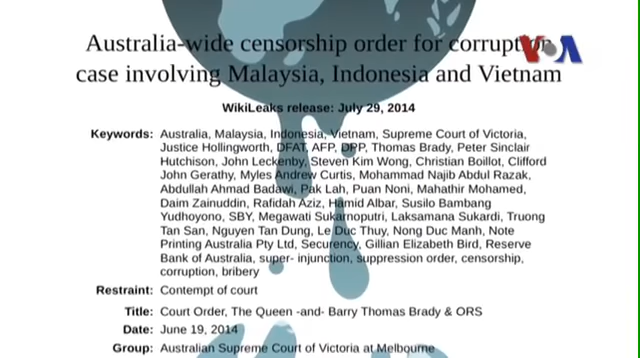 Australia-wide censorship order for corruption
VOA
case involving Malaysia, Indonesia and Vietnam
WikiLeaks release: July 29, 2014
Keywords: Australia, Malaysia, Indonesia, Vietnam, Supreme Court of Victoria,
Justice Hollingworth, DFAT, AFP, DPP, Thomas Brady, Peter Sinclair
Hutchison, John Leckenby, Steven Kim Wong, Christian Boillot, Clifford
John Gerathy, Myles Andrew Curtis, Mohammad Najib Abdul Razak,
Abdullah Ahmad Badawi, Pak Lah, Puan Noni, Mahathir Mohamed,
Daim Zainuddin, Rafidah Aziz, Hamid Albar, Susilo Bambang
Yudhoyono, SBY, Megawati Sukarnoputri, Laksamana Sukardi, Truong
Tan San, Nguyen Tan Dung, Le Duc Thuy, Nong Duc Manh, Note
Printing Australia Pty Ltd, Securency, Gillian Elizabeth Bird, Reserve
Bank of Australia, super- injunction, suppression order, censorship,
corruption, bribery
Restraint: Contempt of court
Title: Court Order, The Queen -and- Barry Thomas Brady & ORS
Date: June 19, 2014
Group: Australian Supreme Court of Victoria at Melbourne